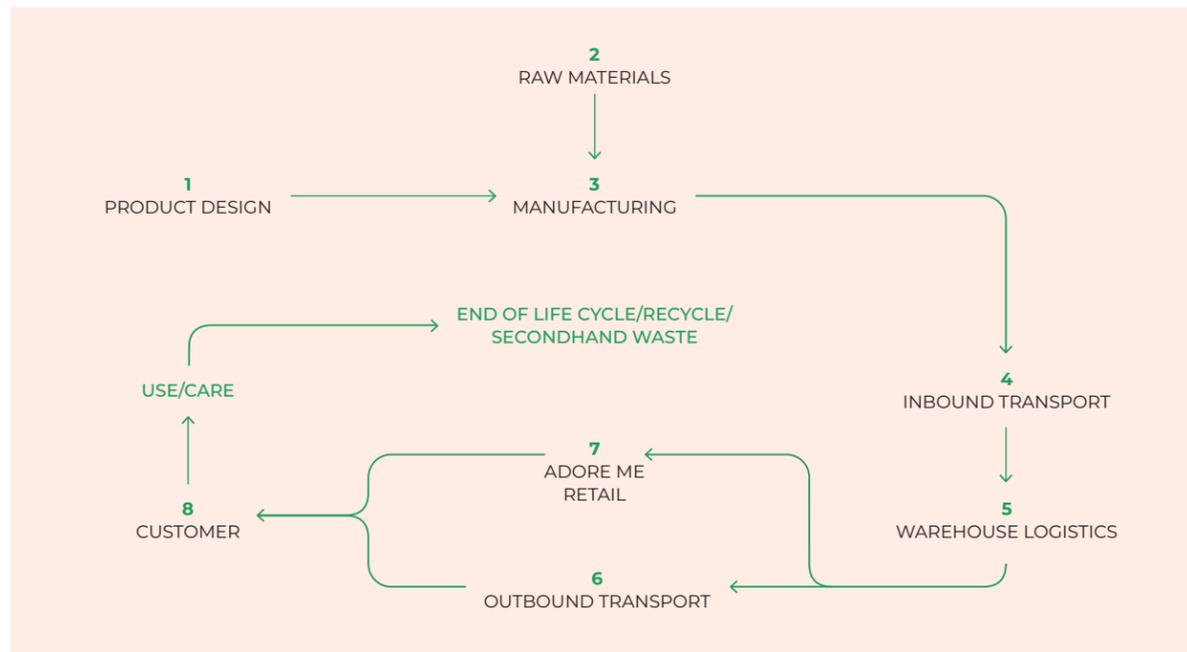 2
RAW MATERIALS
1
PRODUCT DESIGN
3
MANUFACTURING
END OF LIFE CYCLE/RECYCLE/
SECONDHAND WASTE
USE/CARE
4
INBOUND TRANSPORT
7
ADORE ME
RETAIL
8
CUSTOMER
5
WAREHOUSE LOGISTICS
6
OUTBOUND TRANSPORT